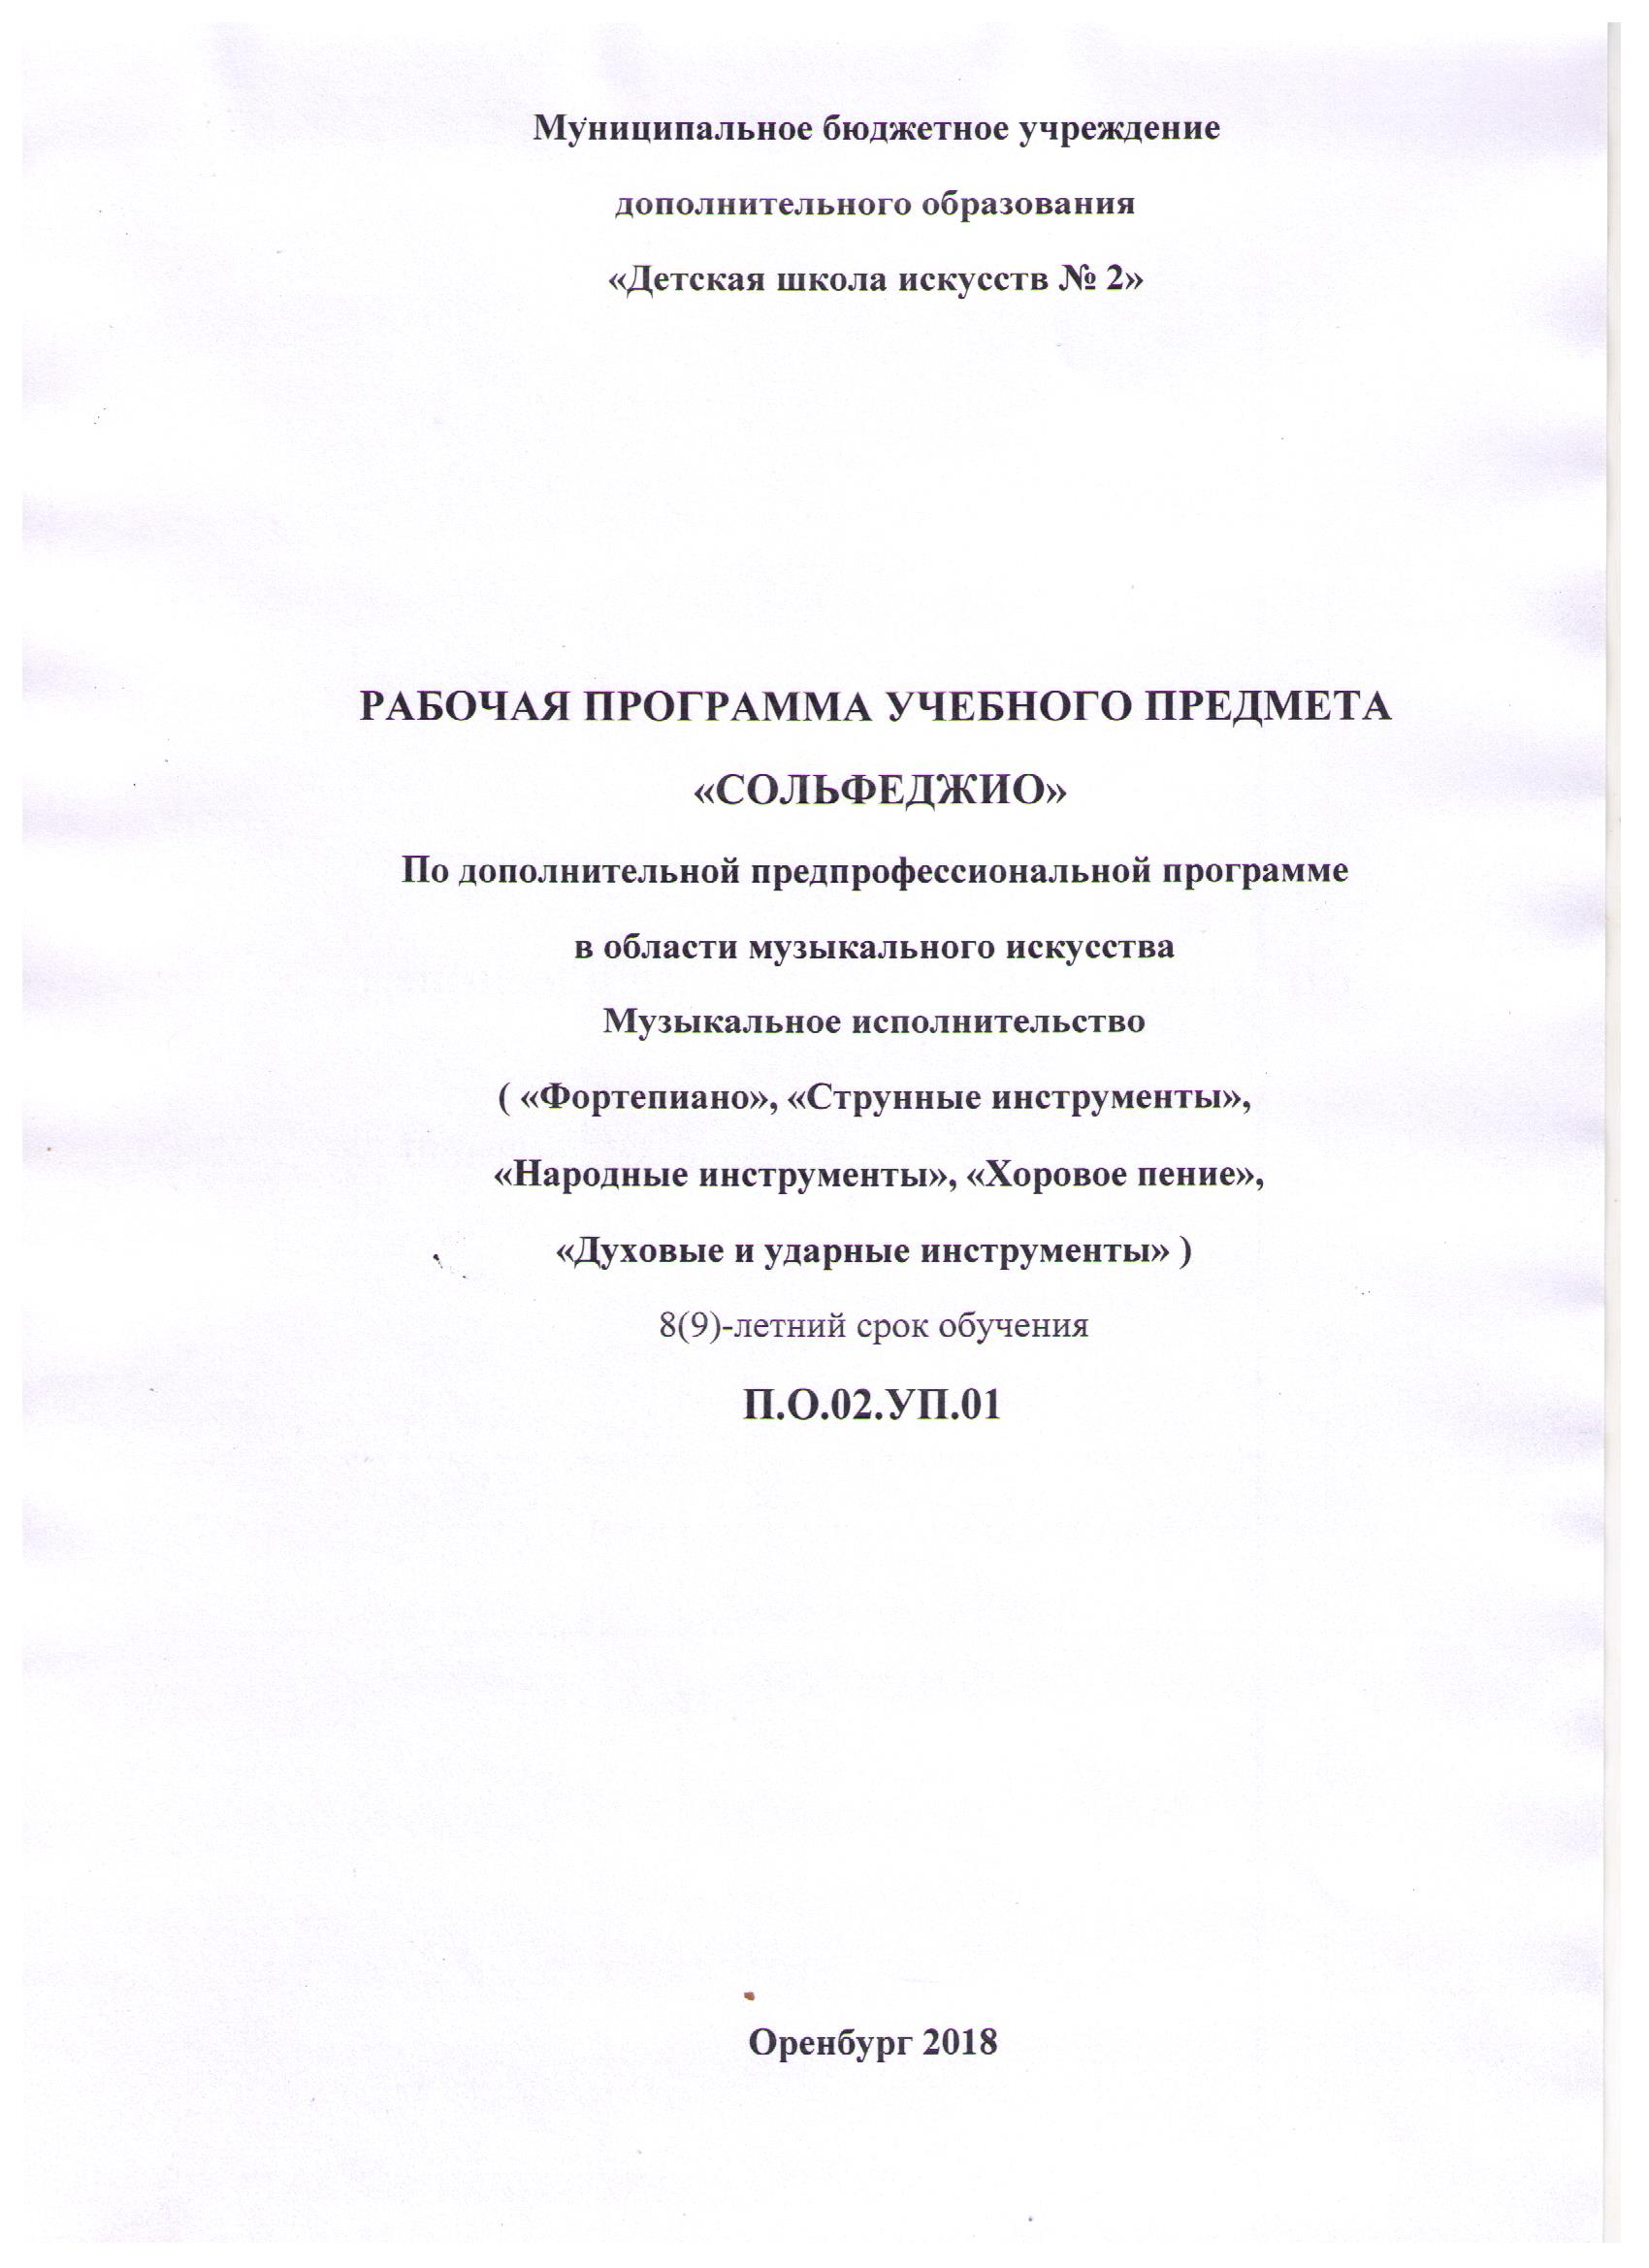 Муниципальное бюджетное учреждение
дополнительного образования
«Детская школа искусств № 2»
РАБОЧАЯ ПРОГРАММА УЧЕБНОГО ПРЕДМЕТА
«СОЛЬФЕДЖИО»
По дополнительной предпрофессиональной программе
в области музыкального искусства
Музыкальное исполнительство
( «Фортепиано», «Струнные инструменты»,
«Народные инструменты», «Хоровое пение»,
«Духовые и ударные инструменты» )
8(9)-летний срок обучения
П.О.02.УП.01
Оренбург 2018